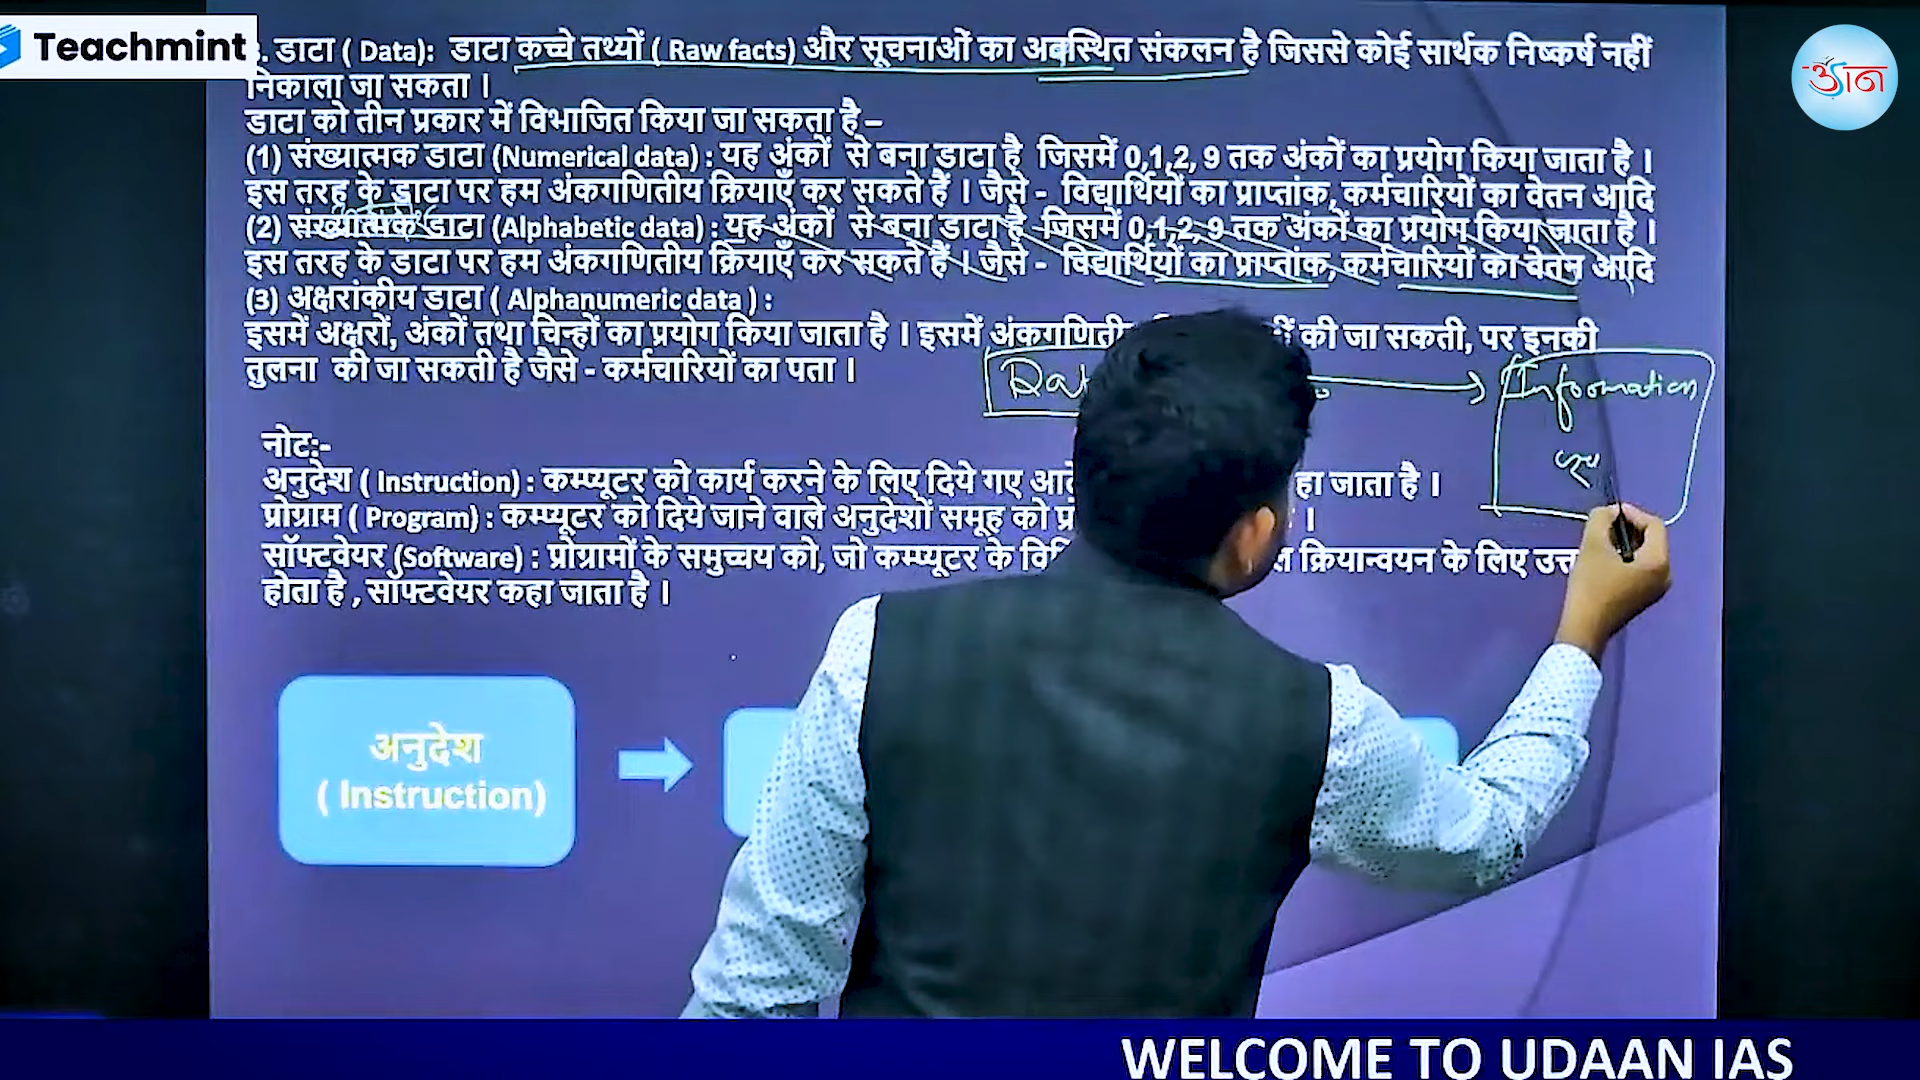 Teachmint
. डाटा ( Data): डाटा कच्चे तथ्यों ( Raw facts) और सूचनाओं का अवस्थित संकलन है जिससे कोई सार्थक निष्कर्ष नहीं
निकाला जा सकता ।
डाटा को तीन प्रकार में विभाजित किया जा सकता है –
(1) संख्यात्मक डाटा (Numerical data) : यह अंकों से बना डाटा है जिसमें 0,1,2, 9 तक अंकों का प्रयोग किया जाता है ।
इस तरह के डाटा पर हम अंकगणितीय क्रियाएँ कर सकते हैं । जैसे - विद्यार्थियों का प्राप्तांक, कर्मचारियों का वेतन आदि
(2) संख्यात्मक डाटा (Alphabetic data) : यह अंकों से बना डाटा है जिसमें 0,1,2, 9 तक अंकों का प्रयोग किया जाता है ।
इस तरह के डाटा पर हम अंकगणितीय क्रियाएँ कर सकते हैं । जैसे - विद्यार्थियों का प्राप्तांक, कर्मचारियों का वेतन आदि
(3) अक्षरांकीय डाटा ( Alphanumeric data ) :
इसमें अक्षरों, अंकों तथा चिन्हों का प्रयोग किया जाता है । इसमें की जा सकती, पर इनकी
तुलना की जा सकती है जैसे - कर्मचारियों का पता ।
Information
नोट:-
अनुदेश ( Instruction) : कम्प्यूटर को कार्य करने के लिए दिये गए जाता है ।
प्रोग्राम ( Program) : कम्प्यूटर को दिये जाने वाले अनुदेशों समूह को ।
सॉफ्टवेयर (Software) : प्रोग्रामों के समुच्चय को, जो कम्प्यूटर के क्रियान्वयन के लिए
होता है , सॉफ्टवेयर कहा जाता है ।
अनुदेश
( Instruction)
उड़ान
WELCOME TO UDAAN IAS